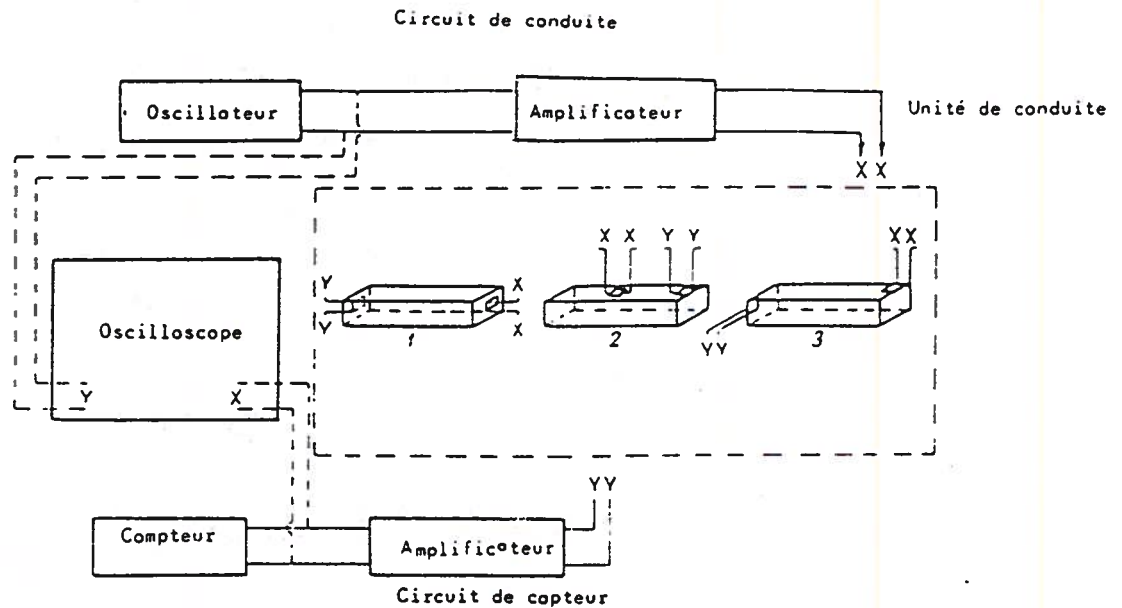 Circuit de conduite
Oscillateur
Amplificateur
Unité de conduite
X X
X X Y Y
X X
Y
X
Y
X
1
2
Y Y
3
Oscilloscope
Y
X
Y Y
Compteur
Amplificateur
Circuit de capteur